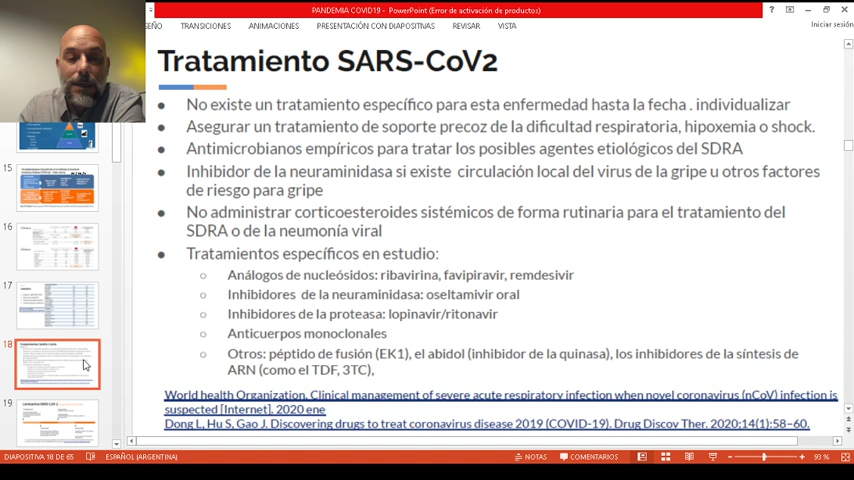 PANDEMIA COVID19 - PowerPoint (Error de activación de productos)
SEÑO TRANSICIONES ANIMACIONES PRESENTACIÓN CON DIAPOSITIVAS REVISAR VISTA
Iniciar sesión
Tratamiento SARS-CoV2
No existe un tratamiento específico para esta enfermedad hasta la fecha . individualizar
Asegurar un tratamiento de soporte precoz de la dificultad respiratoria, hipoxemia o shock.
Antimicrobianos empíricos para tratar los posibles agentes etiológicos del SDRA
Inhibidor de la neuraminidasa si existe circulación local del virus de la gripe u otros factores
de riesgo para gripe
No administrar corticoesteroides sistémicos de forma rutinaria para el tratamiento del
SDRA o de la neumonía viral
Tratamientos específicos en estudio:
Análogos de nucleósidos: ribavirina, favipiravir, remdesivir
Inhibidores de la neuraminidasa: oseltamivir oral
Inhibidores de la proteasa: lopinavir/ritonavir
Anticuerpos monoclonales
Otros: péptido de fusión (EK1), el abidol (inhibidor de la quinasa), los inhibidores de la síntesis de
ARN (como el TDF, 3TC),
World health Organization. Clinical management of severe acute respiratory infection when novel coronavirus (nCoV) infection is
suspected [Internet]. 2020 ene
Dong L, Hu S, Gao J. Discovering drugs to treat coronavirus disease 2019 (COVID-19). Drug Discov Ther. 2020;14(1):58–60.
15
16
17
18
19
DIAPOSITIVA 18 DE 65 ESPAÑOL (ARGENTINA) NOTAS COMENTARIOS 93 %